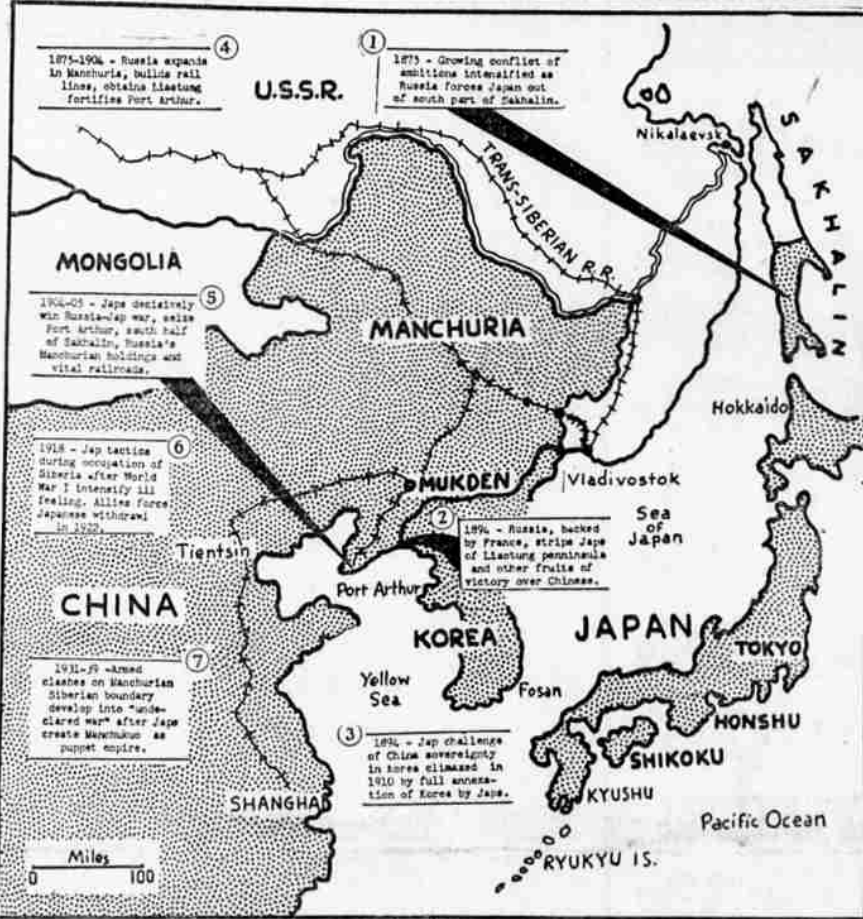 ④
1875-1904 - Russia expands
in Manchuria, builds rail
lines, obtains Liaotung
fortifies Port Arthur.
①
1875 - Growing conflict of
ambitions intensified as
Russia forces Japan out
of south part of Sakhalin.
U.S.S.R.
Nikalaevsk
SAKHALIN
TRANS-SIBERIAN R.R.
MONGOLIA
⑤
1904-05 - Japs decisively
win Russia-Jap war, seize
Port Arthur, south half
of Sakhalin, Russia's
Manchurian holdings and
vital railroads.
MANCHURIA
Hokkaido
⑥
1918 - Jap tactics
during occupation of
Siberia after World
War I intensify ill
feeling. Allies force
Japanese withdrawl
in 1922.
MUKDEN
Vladivostok
Sea
of
Japan
②
1894 - Russia, backed
by France, strips Japs
of Liaotung penninsula
and other fruits of
victory over Chinese.
Tientsin
Port Arthur
CHINA
KOREA
JAPAN
TOKYO
⑦
1931-39 -Armed
clashes on Manchurian
Siberian boundary
develop into "unde-
clared war" after Japs
create Manchukuo as
puppet empire.
Yellow
Sea
Fosan
HONSHU
SHIKOKU
③
1894 - Jap challenge
of China sovereignty
in Korea climaxed in
1910 by full annexa-
tion of Korea by Japs.
KYUSHU
SHANGHAI
Pacific Ocean
RYUKYU IS.
Miles
0 100